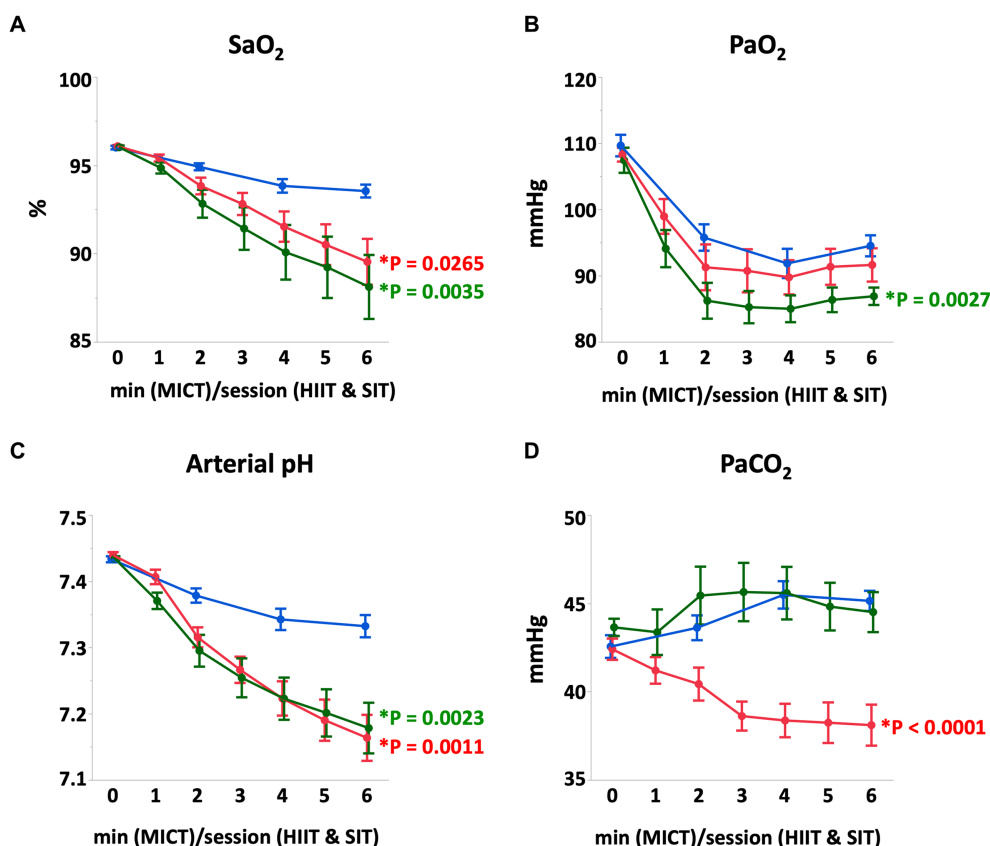 A
SaO₂
100
95
90
85
%
0 1 2 3 4 5 6
min (MICT)/session (HIIT & SIT)
*P = 0.0265
*P = 0.0035
B
PaO₂
120
110
100
90
80
mmHg
0 1 2 3 4 5 6
min (MICT)/session (HIIT & SIT)
*P = 0.0027
C
Arterial pH
7.5
7.4
7.3
7.2
7.1
0 1 2 3 4 5 6
min (MICT)/session (HIIT & SIT)
*P = 0.0023
*P = 0.0011
D
PaCO₂
50
45
40
35
mmHg
0 1 2 3 4 5 6
min (MICT)/session (HIIT & SIT)
*P < 0.0001